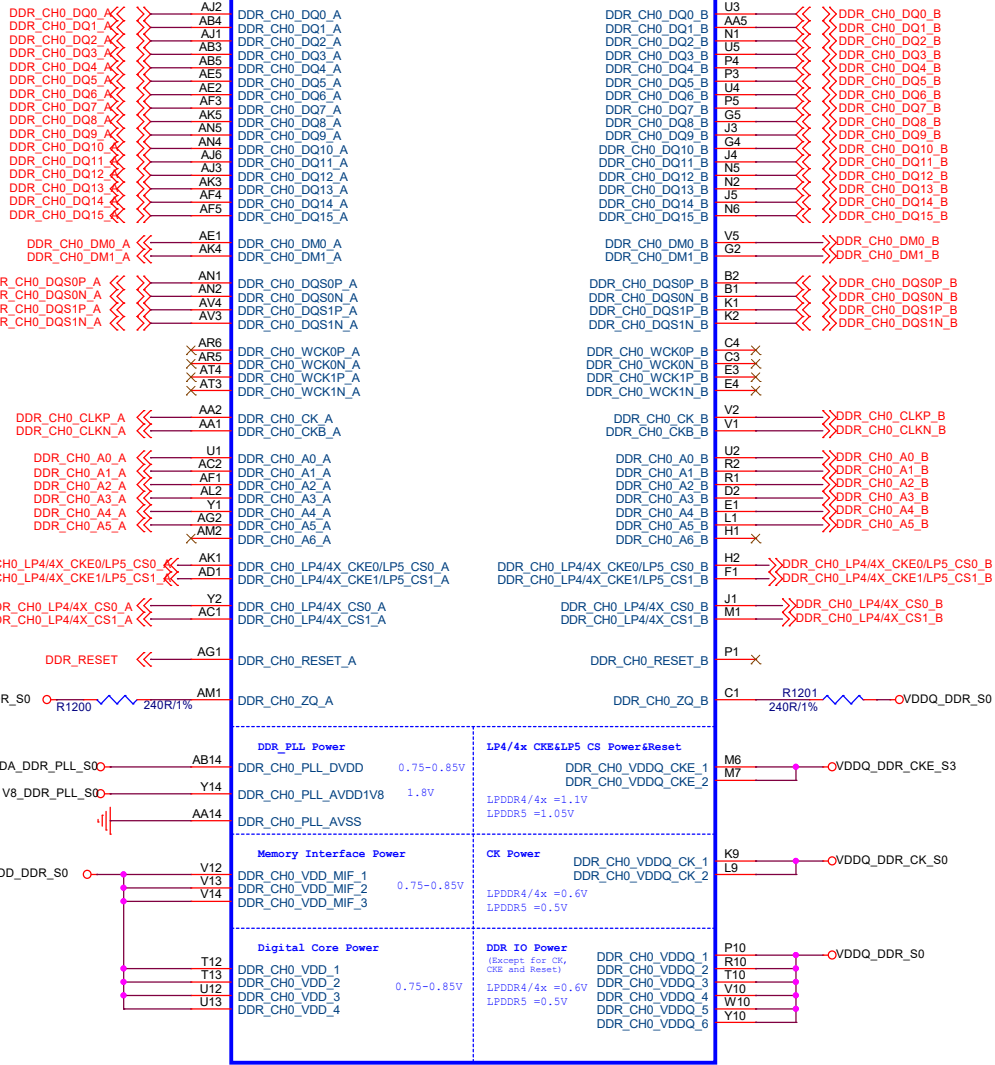 DDR_CH0_DQ0_A AJ2 DDR_CH0_DQ0_A DDR_CH0_DQ0_B U3 DDR_CH0_DQ0_B
DDR_CH0_DQ1_A AB4 DDR_CH0_DQ1_A DDR_CH0_DQ1_B AA5 DDR_CH0_DQ1_B
DDR_CH0_DQ2_A AJ1 DDR_CH0_DQ2_A DDR_CH0_DQ2_B N1 DDR_CH0_DQ2_B
DDR_CH0_DQ3_A AB3 DDR_CH0_DQ3_A DDR_CH0_DQ3_B U5 DDR_CH0_DQ3_B
DDR_CH0_DQ4_A AB5 DDR_CH0_DQ4_A DDR_CH0_DQ4_B P4 DDR_CH0_DQ4_B
DDR_CH0_DQ5_A AE5 DDR_CH0_DQ5_A DDR_CH0_DQ5_B P3 DDR_CH0_DQ5_B
DDR_CH0_DQ6_A AE2 DDR_CH0_DQ6_A DDR_CH0_DQ6_B U4 DDR_CH0_DQ6_B
DDR_CH0_DQ7_A AF3 DDR_CH0_DQ7_A DDR_CH0_DQ7_B P5 DDR_CH0_DQ7_B
DDR_CH0_DQ8_A AK5 DDR_CH0_DQ8_A DDR_CH0_DQ8_B G5 DDR_CH0_DQ8_B
DDR_CH0_DQ9_A AN5 DDR_CH0_DQ9_A DDR_CH0_DQ9_B J3 DDR_CH0_DQ9_B
DDR_CH0_DQ10_A AN4 DDR_CH0_DQ10_A DDR_CH0_DQ10_B G4 DDR_CH0_DQ10_B
DDR_CH0_DQ11_A AJ6 DDR_CH0_DQ11_A DDR_CH0_DQ11_B J4 DDR_CH0_DQ11_B
DDR_CH0_DQ12_A AJ3 DDR_CH0_DQ12_A DDR_CH0_DQ12_B N5 DDR_CH0_DQ12_B
DDR_CH0_DQ13_A AK3 DDR_CH0_DQ13_A DDR_CH0_DQ13_B N2 DDR_CH0_DQ13_B
DDR_CH0_DQ14_A AF4 DDR_CH0_DQ14_A DDR_CH0_DQ14_B J5 DDR_CH0_DQ14_B
DDR_CH0_DQ15_A AF5 DDR_CH0_DQ15_A DDR_CH0_DQ15_B N6 DDR_CH0_DQ15_B
DDR_CH0_DM0_A AE1 DDR_CH0_DM0_A DDR_CH0_DM0_B V5 DDR_CH0_DM0_B
DDR_CH0_DM1_A AK4 DDR_CH0_DM1_A DDR_CH0_DM1_B G2 DDR_CH0_DM1_B
R_CH0_DQS0P_A AN1 DDR_CH0_DQS0P_A DDR_CH0_DQS0P_B B2 DDR_CH0_DQS0P_B
R_CH0_DQS0N_A AN2 DDR_CH0_DQS0N_A DDR_CH0_DQS0N_B B1 DDR_CH0_DQS0N_B
R_CH0_DQS1P_A AV4 DDR_CH0_DQS1P_A DDR_CH0_DQS1P_B K1 DDR_CH0_DQS1P_B
R_CH0_DQS1N_A AV3 DDR_CH0_DQS1N_A DDR_CH0_DQS1N_B K2 DDR_CH0_DQS1N_B
AR6 DDR_CH0_WCK0P_A DDR_CH0_WCK0P_B C4
AR5 DDR_CH0_WCK0N_A DDR_CH0_WCK0N_B C3
AT4 DDR_CH0_WCK1P_A DDR_CH0_WCK1P_B E3
AT3 DDR_CH0_WCK1N_A DDR_CH0_WCK1N_B E4
DDR_CH0_CLKP_A AA2 DDR_CH0_CK_A DDR_CH0_CK_B V2 DDR_CH0_CLKP_B
DDR_CH0_CLKN_A AA1 DDR_CH0_CKB_A DDR_CH0_CKB_B V1 DDR_CH0_CLKN_B
DDR_CH0_A0_A U1 DDR_CH0_A0_A DDR_CH0_A0_B U2 DDR_CH0_A0_B
DDR_CH0_A1_A AC2 DDR_CH0_A1_A DDR_CH0_A1_B R2 DDR_CH0_A1_B
DDR_CH0_A2_A AF1 DDR_CH0_A2_A DDR_CH0_A2_B R1 DDR_CH0_A2_B
DDR_CH0_A3_A AL2 DDR_CH0_A3_A DDR_CH0_A3_B D2 DDR_CH0_A3_B
DDR_CH0_A4_A Y1 DDR_CH0_A4_A DDR_CH0_A4_B E1 DDR_CH0_A4_B
DDR_CH0_A5_A AG2 DDR_CH0_A5_A DDR_CH0_A5_B L1 DDR_CH0_A5_B
AM2 DDR_CH0_A6_A DDR_CH0_A6_B H1
CH0_LP4/4X_CKE0/LP5_CS0_A AK1 DDR_CH0_LP4/4X_CKE0/LP5_CS0_A DDR_CH0_LP4/4X_CKE0/LP5_CS0_B H2 DDR_CH0_LP4/4X_CKE0/LP5_CS0_B
CH0_LP4/4X_CKE1/LP5_CS1_A AD1 DDR_CH0_LP4/4X_CKE1/LP5_CS1_A DDR_CH0_LP4/4X_CKE1/LP5_CS1_B F1 DDR_CH0_LP4/4X_CKE1/LP5_CS1_B
DR_CH0_LP4/4X_CS0_A Y2 DDR_CH0_LP4/4X_CS0_A DDR_CH0_LP4/4X_CS0_B J1 DDR_CH0_LP4/4X_CS0_B
DR_CH0_LP4/4X_CS1_A AC1 DDR_CH0_LP4/4X_CS1_A DDR_CH0_LP4/4X_CS1_B M1 DDR_CH0_LP4/4X_CS1_B
DDR_RESET AG1 DDR_CH0_RESET_A DDR_CH0_RESET_B P1
R_S0 R1200 240R/1% AM1 DDR_CH0_ZQ_A DDR_CH0_ZQ_B C1 R1201 240R/1% VDDQ_DDR_S0
DDR_PLL Power LP4/4x CKE&LP5 CS Power&Reset
DA_DDR_PLL_S0 AB14 DDR_CH0_PLL_DVDD 0.75-0.85V DDR_CH0_VDDQ_CKE_1 M6 VDDQ_DDR_CKE_S3
DDR_CH0_VDDQ_CKE_2 M7
V8_DDR_PLL_S0 Y14 DDR_CH0_PLL_AVDD1V8 1.8V LPDDR4/4x =1.1V
LPDDR5 =1.05V
AA14 DDR_CH0_PLL_AVSS
Memory Interface Power CK Power
DD_DDR_S0 V12 DDR_CH0_VDD_MIF_1 DDR_CH0_VDDQ_CK_1 K9 VDDQ_DDR_CK_S0
V13 DDR_CH0_VDD_MIF_2 0.75-0.85V DDR_CH0_VDDQ_CK_2 L9
V14 DDR_CH0_VDD_MIF_3 LPDDR4/4x =0.6V
LPDDR5 =0.5V
Digital Core Power DDR IO Power
(Except for CK,
CKE and Reset)
T12 DDR_CH0_VDD_1 DDR_CH0_VDDQ_1 P10 VDDQ_DDR_S0
T13 DDR_CH0_VDD_2 DDR_CH0_VDDQ_2 R10
U12 DDR_CH0_VDD_3 0.75-0.85V DDR_CH0_VDDQ_3 T10
U13 DDR_CH0_VDD_4 LPDDR4/4x =0.6V DDR_CH0_VDDQ_4 V10
LPDDR5 =0.5V DDR_CH0_VDDQ_5 W10
DDR_CH0_VDDQ_6 Y10